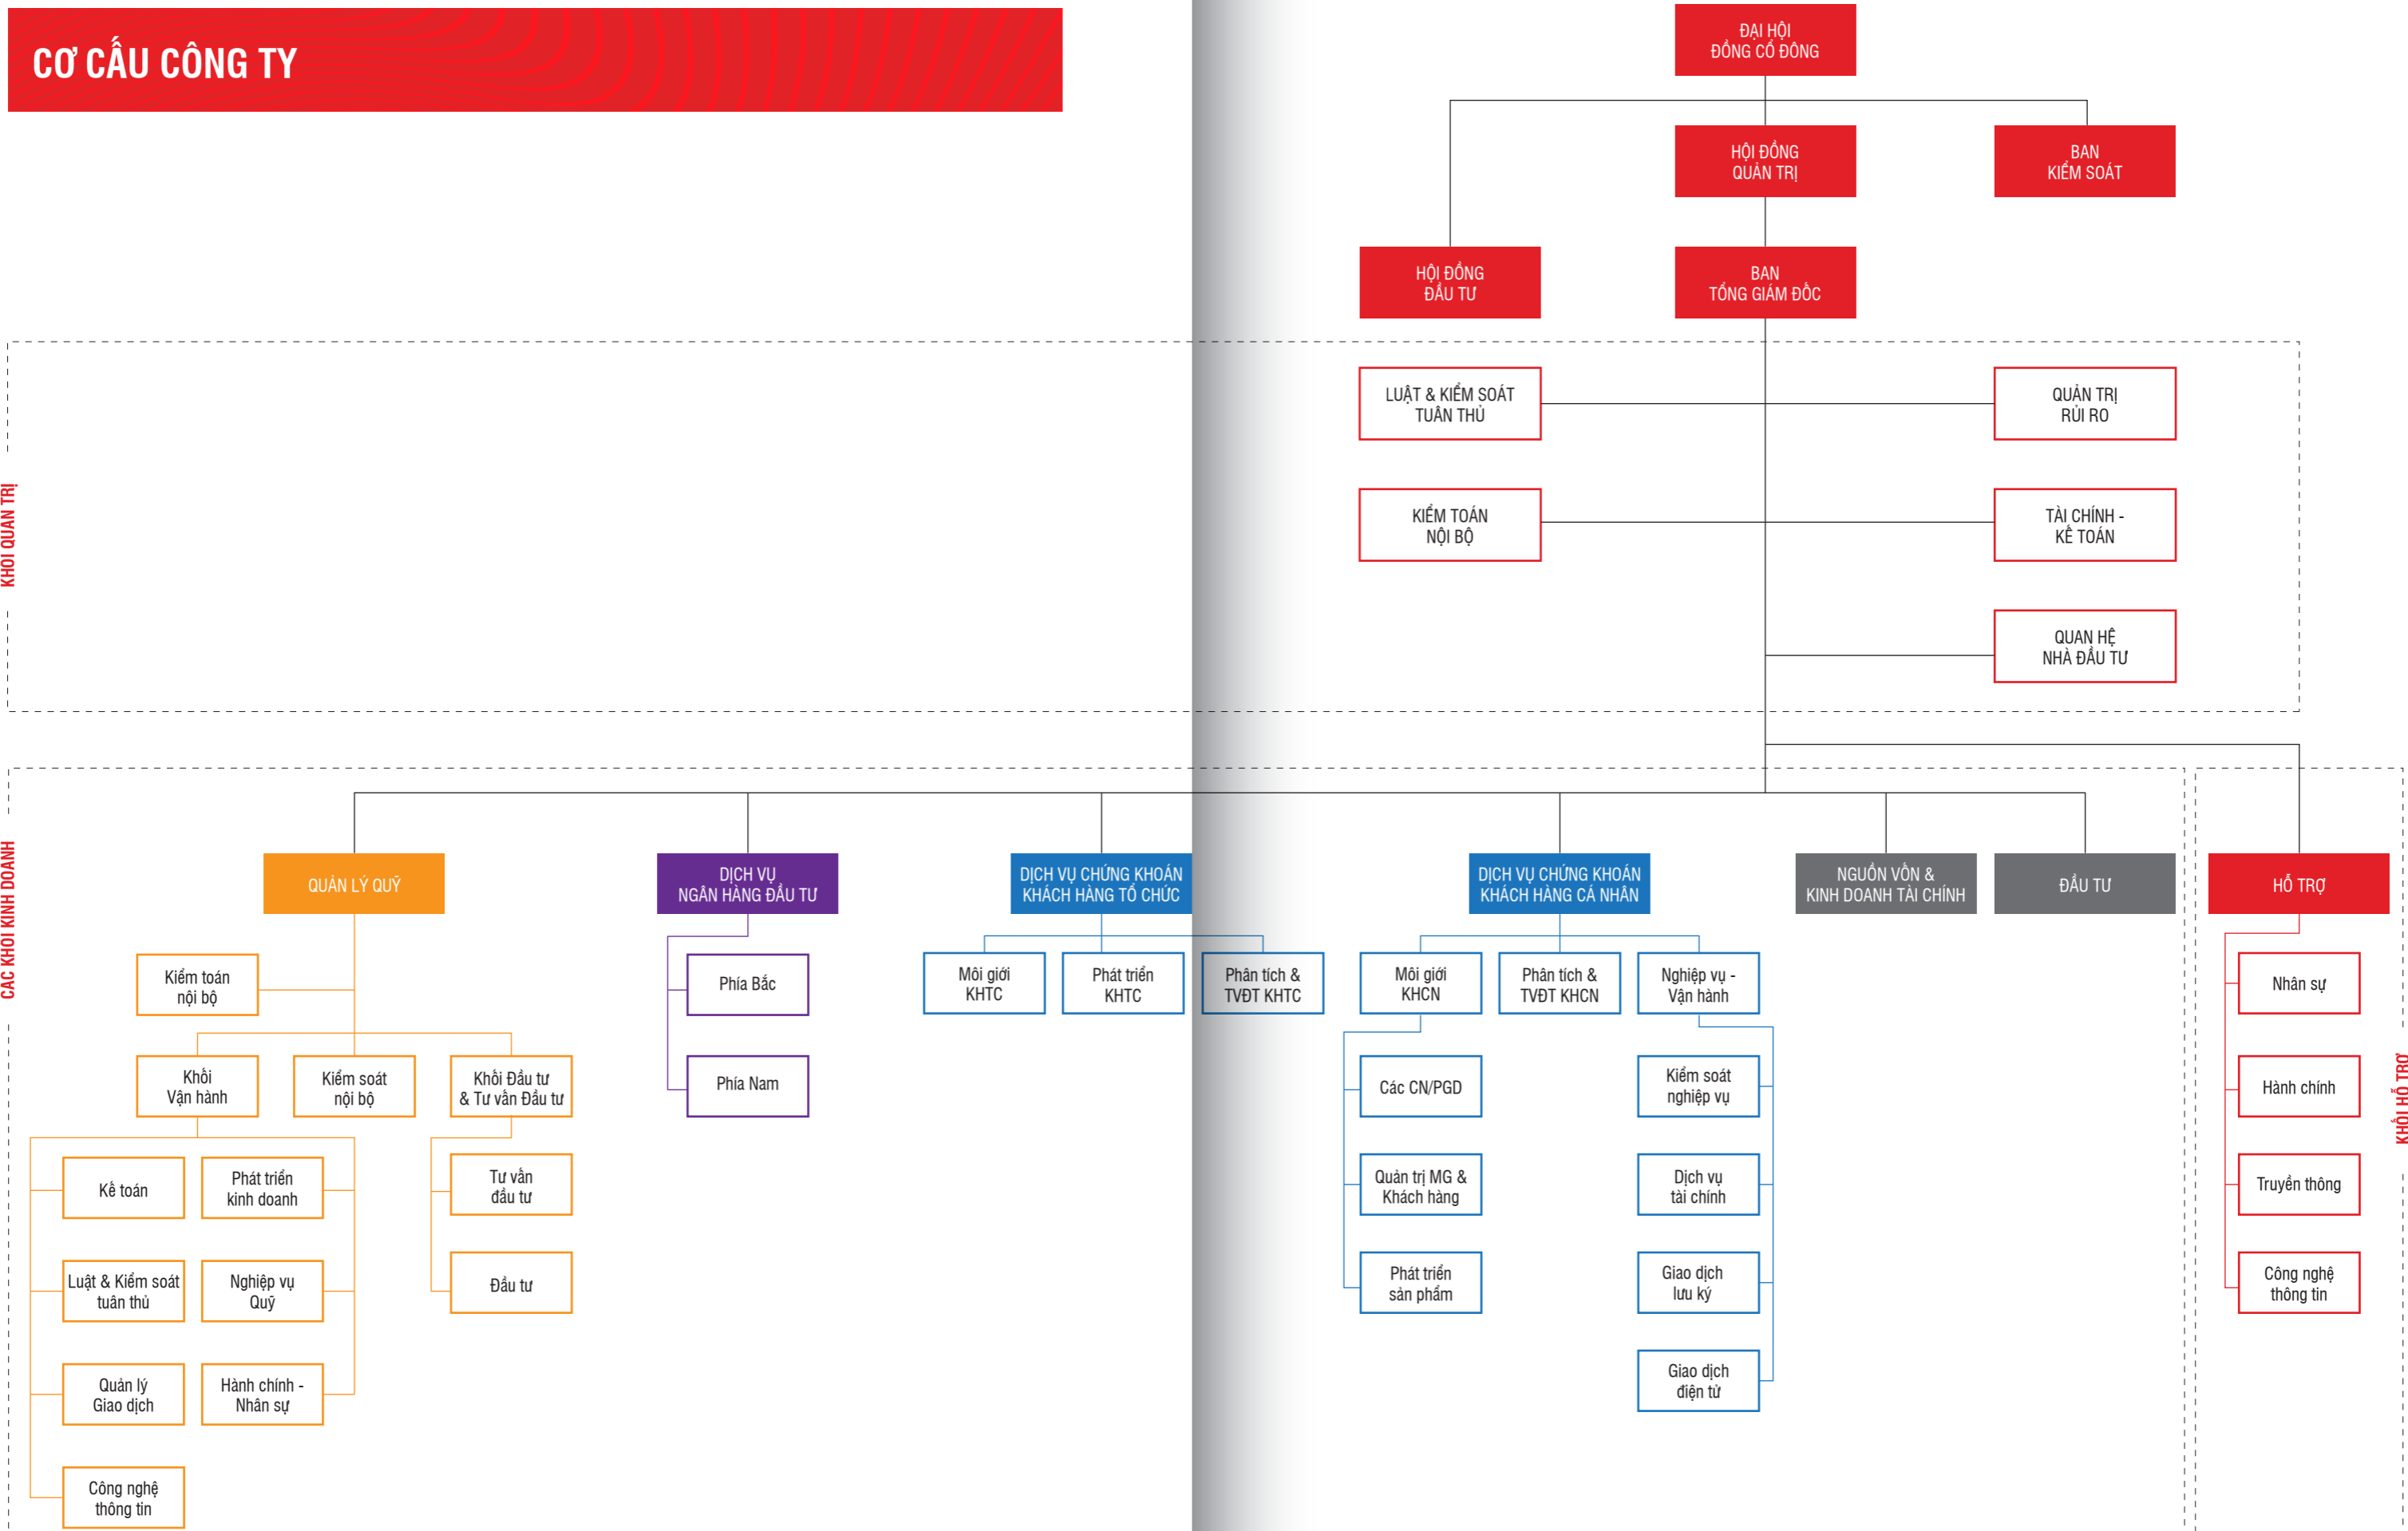 CƠ CẤU CÔNG TY
ĐẠI HỘI
ĐỒNG CỔ ĐÔNG
HỘI ĐỒNG
QUẢN TRỊ
BAN
KIỂM SOÁT
HỘI ĐỒNG
ĐẦU TƯ
BAN
TỔNG GIÁM ĐỐC
KHỐI QUẢN TRỊ
LUẬT & KIỂM SOÁT
TUÂN THỦ
QUẢN TRỊ
RỦI RO
KIỂM TOÁN
NỘI BỘ
TÀI CHÍNH -
KẾ TOÁN
QUAN HỆ
NHÀ ĐẦU TƯ
CÁC KHỐI KINH DOANH
QUẢN LÝ QUỸ
DỊCH VỤ
NGÂN HÀNG ĐẦU TƯ
DỊCH VỤ CHỨNG KHOÁN
KHÁCH HÀNG TỔ CHỨC
DỊCH VỤ CHỨNG KHOÁN
KHÁCH HÀNG CÁ NHÂN
NGUỒN VỐN &
KINH DOANH TÀI CHÍNH
ĐẦU TƯ
HỖ TRỢ
Kiểm toán
nội bộ
Khối
Vận hành
Kiểm soát
nội bộ
Khối Đầu tư
& Tư vấn Đầu tư
Kế toán
Phát triển
kinh doanh
Tư vấn
đầu tư
Luật & Kiểm soát
tuân thủ
Nghiệp vụ
Quỹ
Đầu tư
Quản lý
Giao dịch
Hành chính -
Nhân sự
Công nghệ
thông tin
Phía Bắc
Phía Nam
Môi giới
KHTC
Phát triển
KHTC
Phân tích &
TVĐT KHTC
Môi giới
KHCN
Phân tích &
TVĐT KHCN
Nghiệp vụ -
Vận hành
Các CN/PGD
Quản trị MG &
Khách hàng
Phát triển
sản phẩm
Kiểm soát
nghiệp vụ
Dịch vụ
tài chính
Giao dịch
lưu ký
Giao dịch
điện tử
Nhân sự
Hành chính
Truyền thông
Công nghệ
thông tin
KHỐI HỖ TRỢ